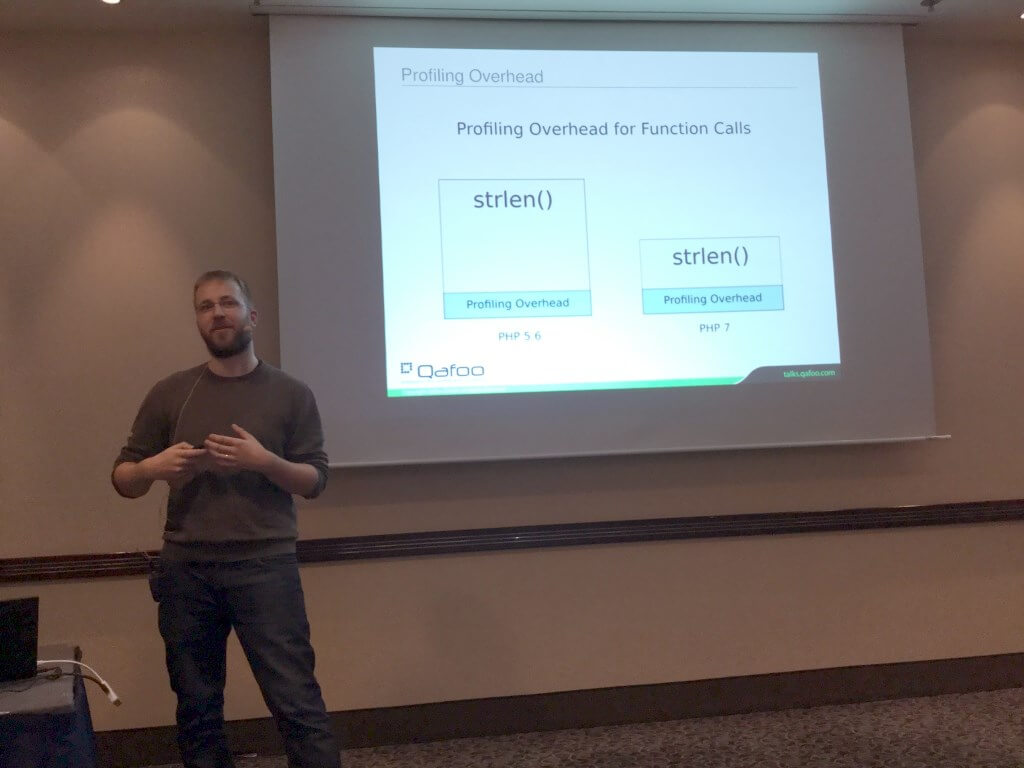 Profiling Overhead
Profiling Overhead for Function Calls
strlen()
Profiling Overhead
PHP 5.6
strlen()
Profiling Overhead
PHP 7
Qafoo
talks.qafoo.com